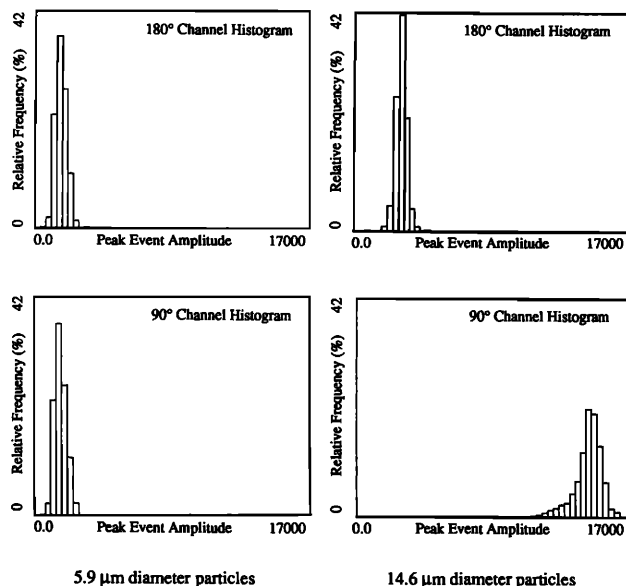 42
180° Channel Histogram
Relative Frequency (%)
0
0.0 Peak Event Amplitude 17000
42
180° Channel Histogram
Relative Frequency (%)
0
0.0 Peak Event Amplitude 17000
42
90° Channel Histogram
Relative Frequency (%)
0
0.0 Peak Event Amplitude 17000
42
90° Channel Histogram
Relative Frequency (%)
0
0.0 Peak Event Amplitude 17000
5.9 μm diameter particles
14.6 μm diameter particles